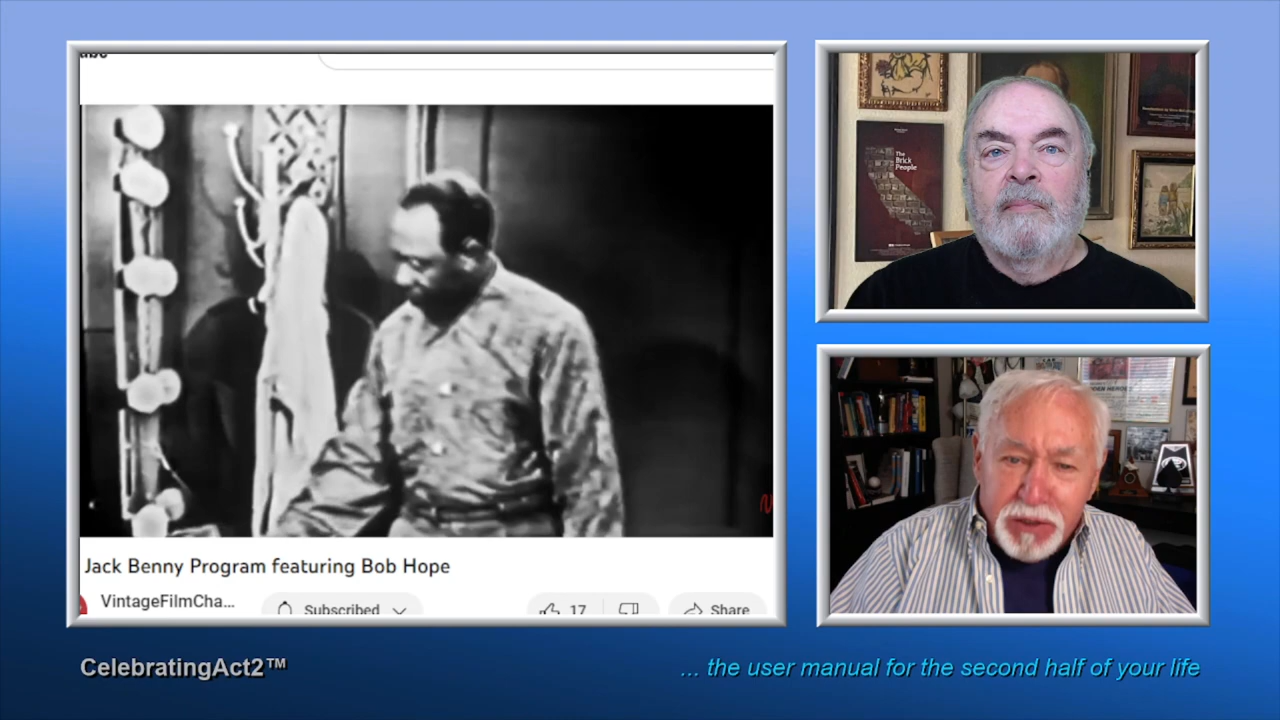 Jack Benny Program featuring Bob Hope
VintageFilmCha...
Subscribed
17
Share
The
Brick
People
CelebratingAct2™
... the user manual for the second half of your life